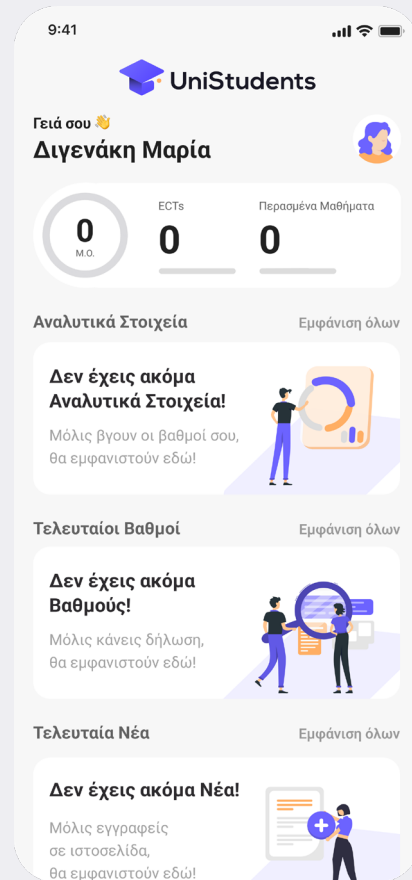 9:41
UniStudents
Γειά σου 👋
Διγενάκη Μαρία
0
Μ.Ο.
ECTs
0
Περασμένα Μαθήματα
0
Αναλυτικά Στοιχεία
Εμφάνιση όλων
Δεν έχεις ακόμα
Αναλυτικά Στοιχεία!
Μόλις βγουν οι βαθμοί σου,
θα εμφανιστούν εδώ!
Τελευταίοι Βαθμοί
Εμφάνιση όλων
Δεν έχεις ακόμα
Βαθμούς!
Μόλις κάνεις δήλωση,
θα εμφανιστούν εδώ!
Τελευταία Νέα
Εμφάνιση όλων
Δεν έχεις ακόμα Νέα!
Μόλις εγγραφείς
σε ιστοσελίδα,
θα εμφανιστούν εδώ!